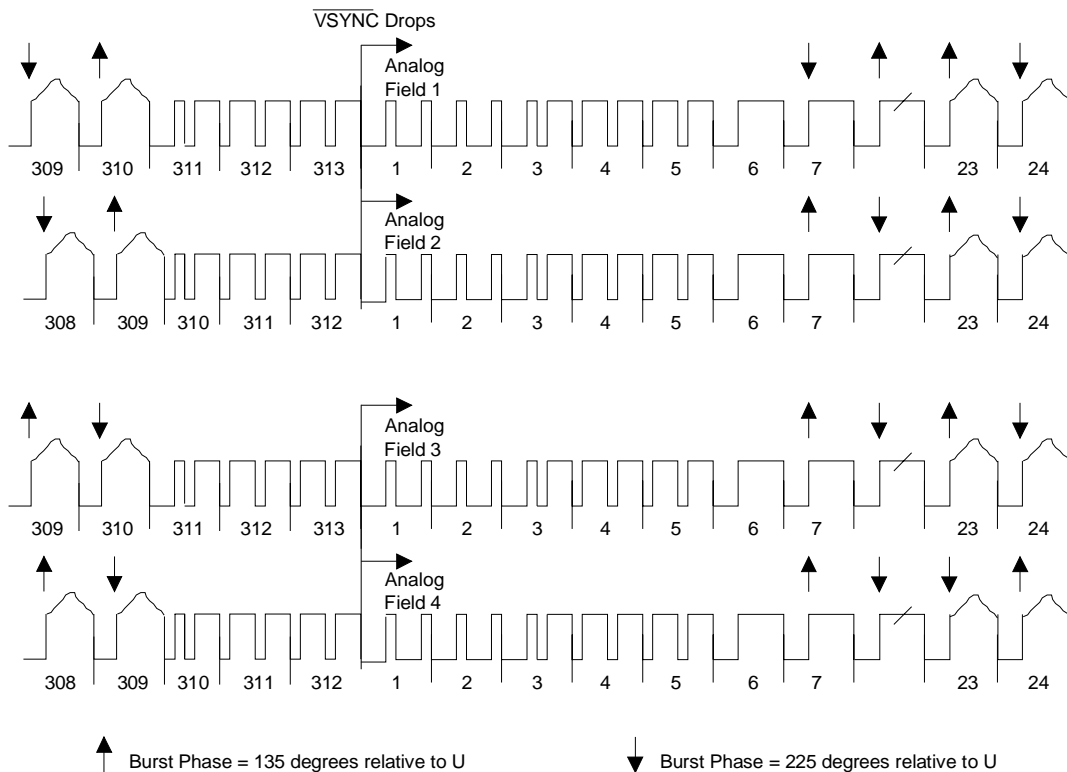 VSYNC Drops
Analog
Field 1
309 310 311 312 313 1 2 3 4 5 6 7 23 24
Analog
Field 2
308 309 310 311 312 1 2 3 4 5 6 7 23 24
Analog
Field 3
309 310 311 312 313 1 2 3 4 5 6 7 23 24
Analog
Field 4
308 309 310 311 312 1 2 3 4 5 6 7 23 24
Burst Phase = 135 degrees relative to U Burst Phase = 225 degrees relative to U